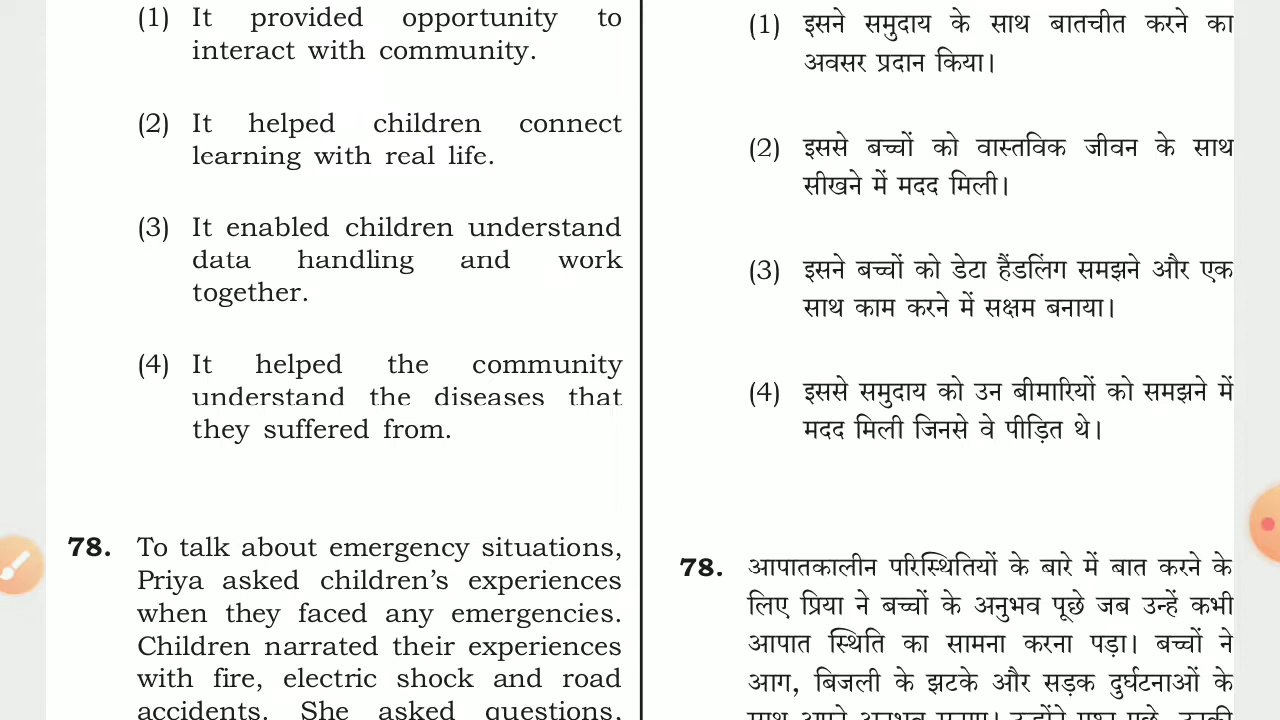 (1) It provided opportunity to
interact with community.
(2) It helped children connect
learning with real life.
(3) It enabled children understand
data handling and work
together.
(4) It helped the community
understand the diseases that
they suffered from.
78. To talk about emergency situations,
Priya asked children's experiences
when they faced any emergencies.
Children narrated their experiences
with fire, electric shock and road
accidents. She asked questions,
(1) इसने समुदाय के साथ बातचीत करने का
अवसर प्रदान किया।
(2) इससे बच्चों को वास्तविक जीवन के साथ
सीखने में मदद मिली।
(3) इसने बच्चों को डेटा हैंडलिंग समझने और एक
साथ काम करने में सक्षम बनाया।
(4) इससे समुदाय को उन बीमारियों को समझने में
मदद मिली जिनसे वे पीड़ित थे।
78. आपातकालीन परिस्थितियों के बारे में बात करने के
लिए प्रिया ने बच्चों के अनुभव पूछे जब उन्हें कभी
आपात स्थिति का सामना करना पड़ा। बच्चों ने
आग, बिजली के झटके और सड़क दुर्घटनाओं के